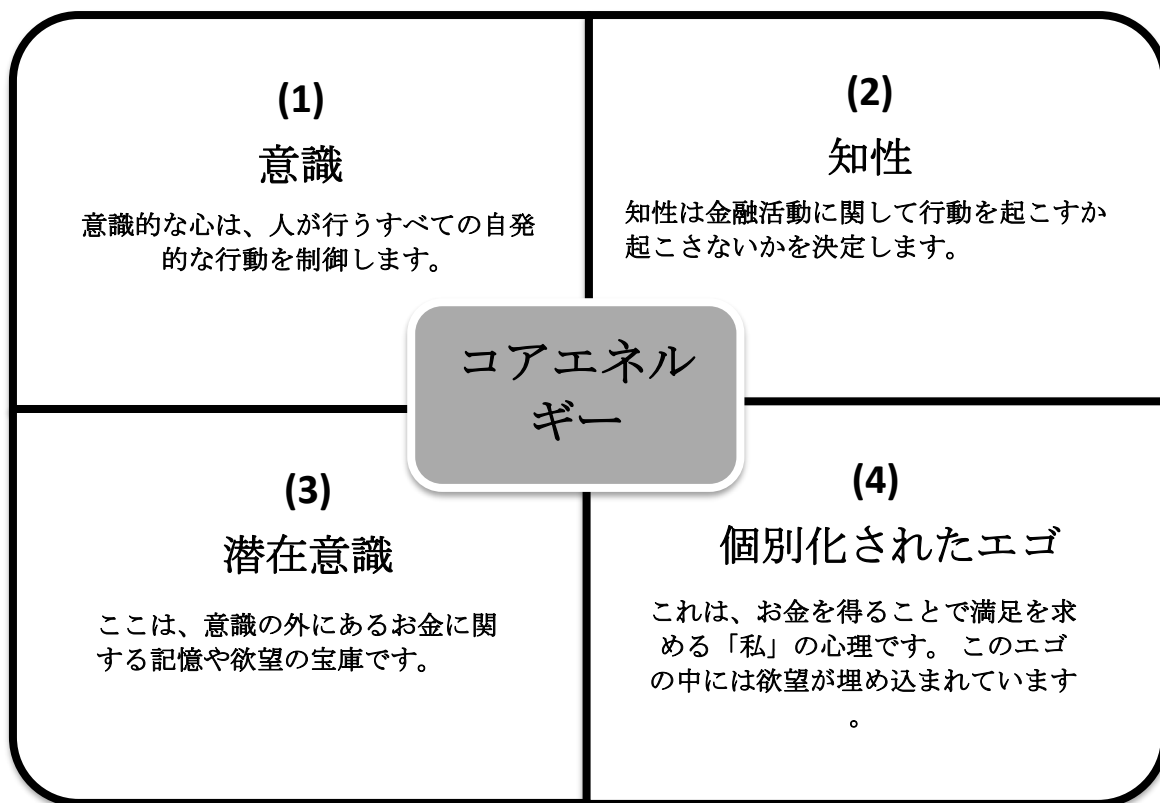 (1)
意識
意識的な心は、人が行うすべての自発
的な行動を制御します。
(2)
知性
知性は金融活動に関して行動を起こすか
起こさないかを決定します。
コアエネル
ギー
(3)
潜在意識
ここは、意識の外にあるお金に関
する記憶や欲望の宝庫です。
(4)
個別化されたエゴ
これは、お金を得ることで満足を求
める「私」の心理です。 このエゴ
の中には欲望が埋め込まれています
。